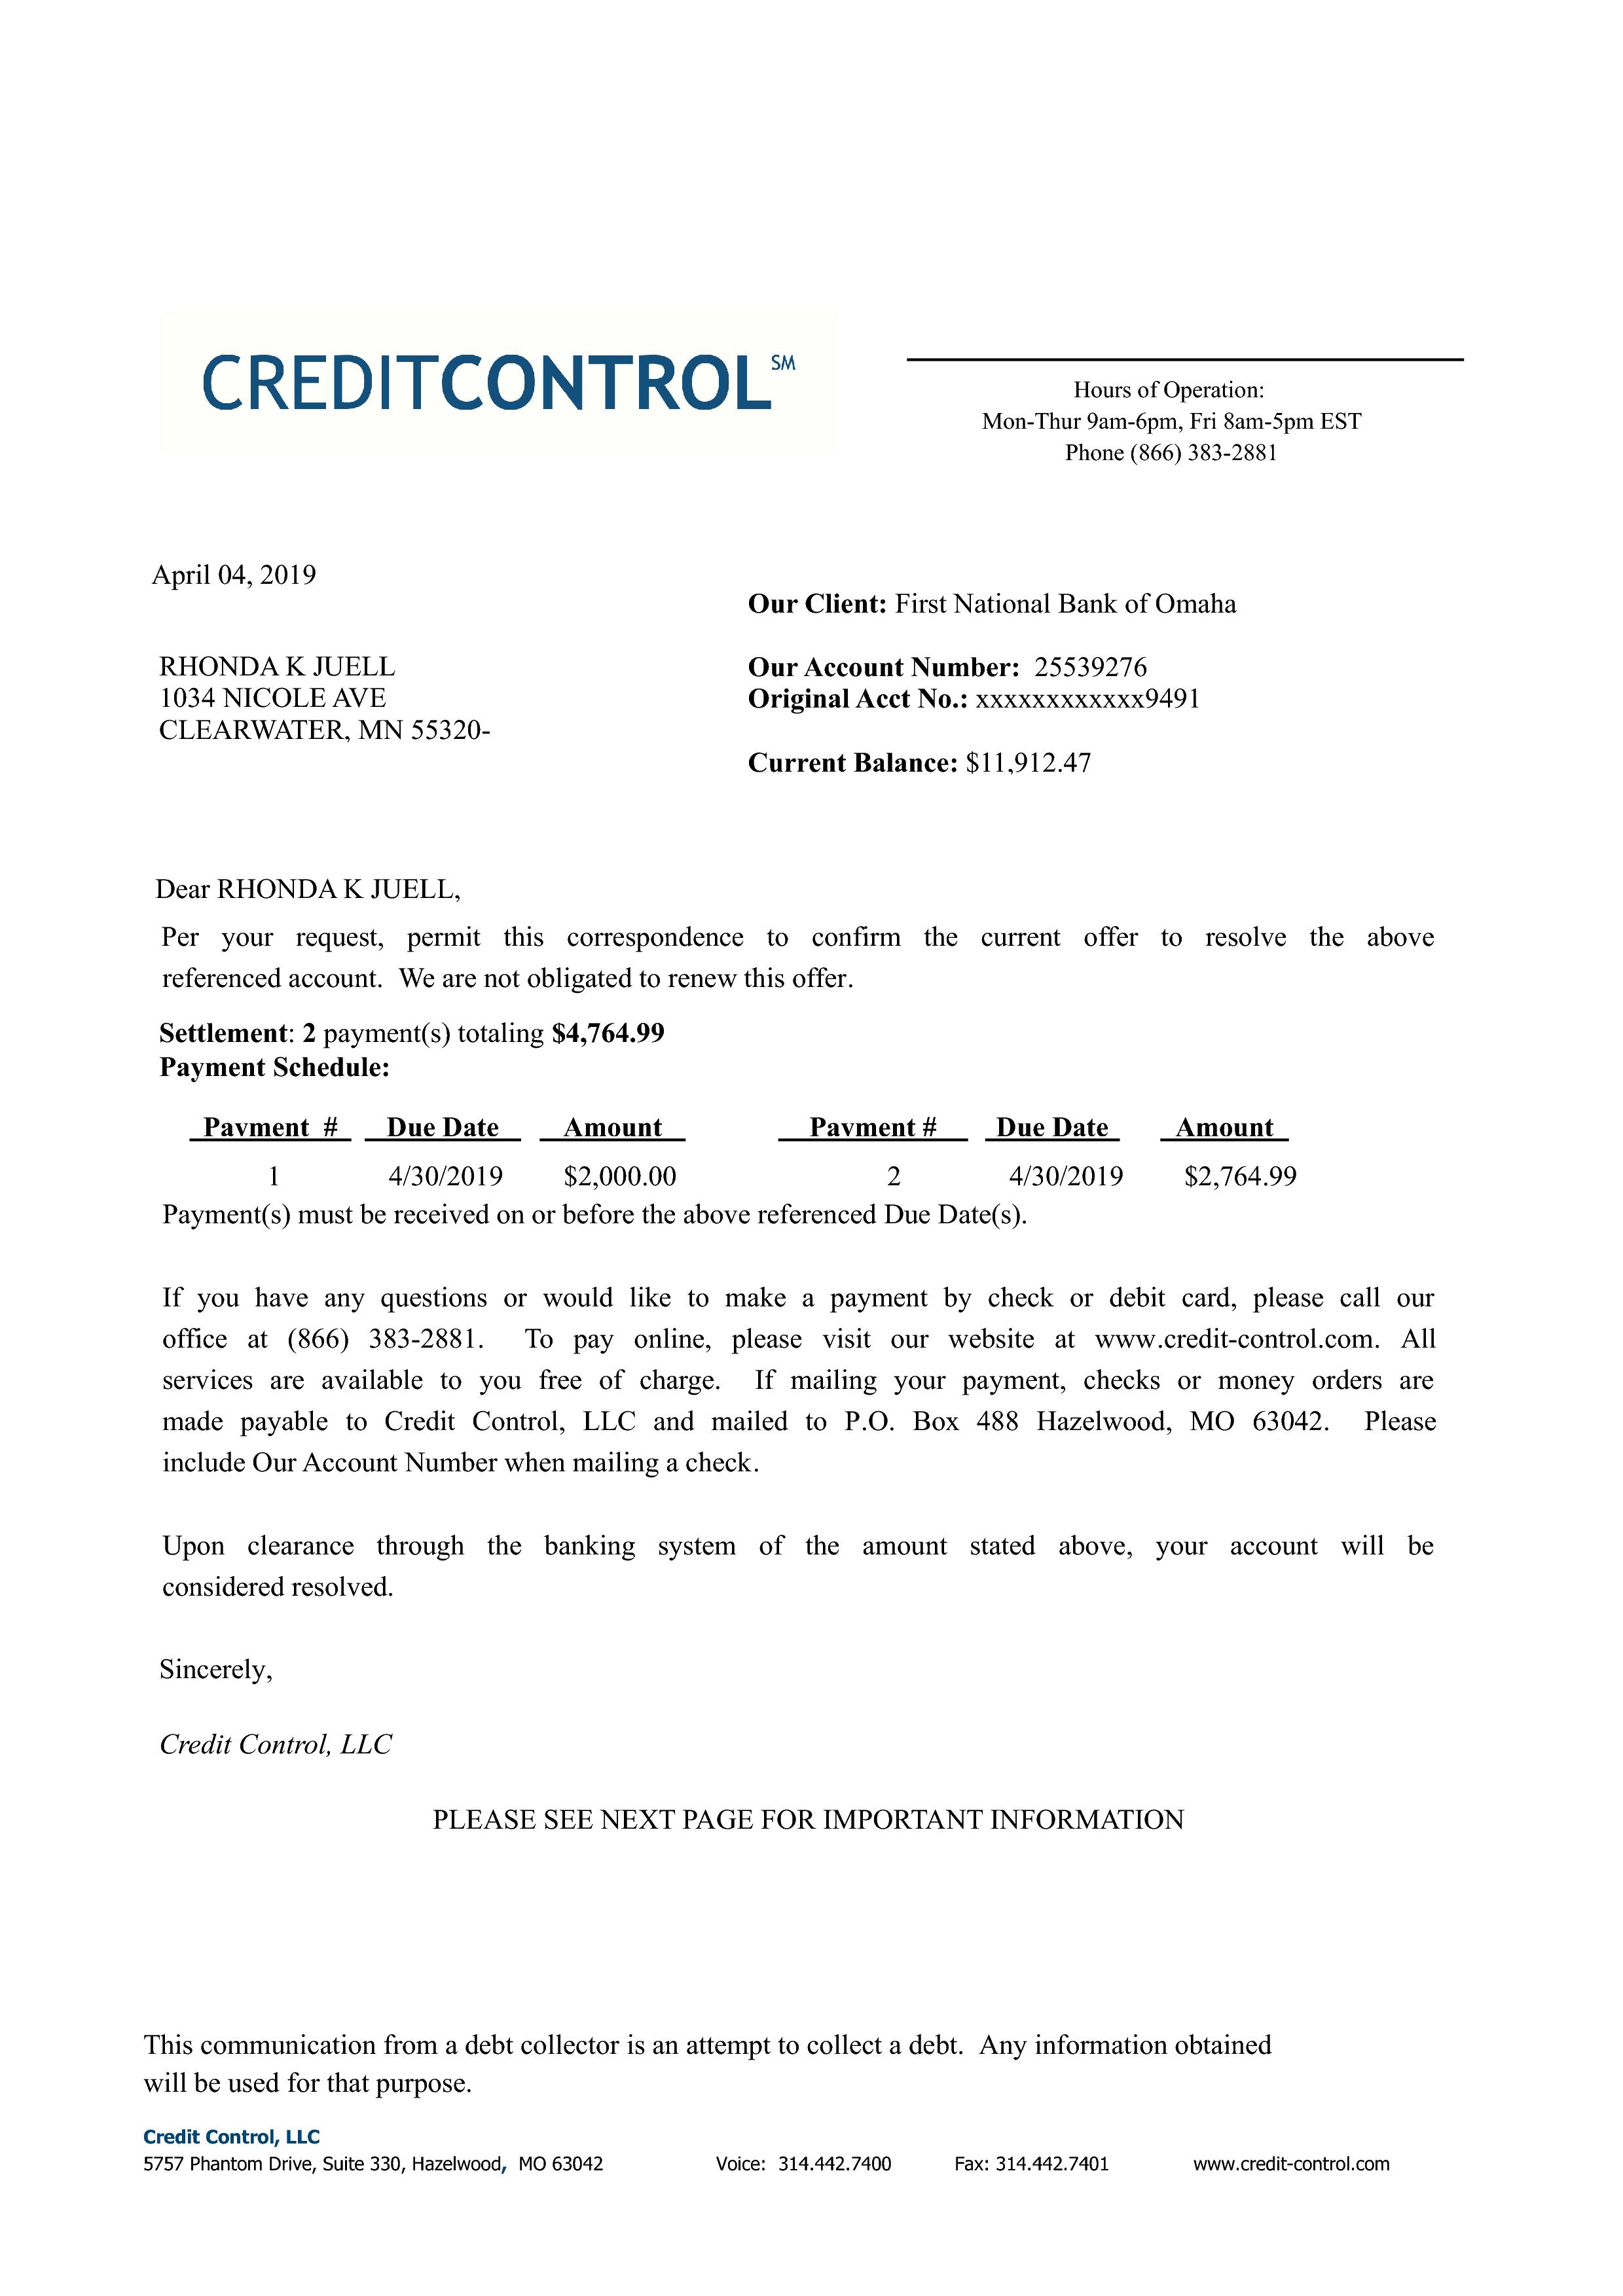 CREDITCONTROL SM
Hours of Operation:
Mon-Thur 9am-6pm, Fri 8am-5pm EST
Phone (866) 383-2881
April 04, 2019
Our Client: First National Bank of Omaha
RHONDA K JUELL
1034 NICOLE AVE
CLEARWATER, MN 55320-
Our Account Number: 25539276
Original Acct No.: xxxxxxxxxxxx9491
Current Balance: $11,912.47
Dear RHONDA K JUELL,
Per your request, permit this correspondence to confirm the current offer to resolve the above
referenced account. We are not obligated to renew this offer.
Settlement: 2 payment(s) totaling $4,764.99
Payment Schedule:
Payment # Due Date Amount Payment # Due Date Amount
1 4/30/2019 $2,000.00 2 4/30/2019 $2,764.99
Payment(s) must be received on or before the above referenced Due Date(s).
If you have any questions or would like to make a payment by check or debit card, please call our
office at (866) 383-2881. To pay online, please visit our website at www.credit-control.com. All
services are available to you free of charge. If mailing your payment, checks or money orders are
made payable to Credit Control, LLC and mailed to P.O. Box 488 Hazelwood, MO 63042. Please
include Our Account Number when mailing a check.
Upon clearance through the banking system of the amount stated above, your account will be
considered resolved.
Sincerely,
Credit Control, LLC
PLEASE SEE NEXT PAGE FOR IMPORTANT INFORMATION
This communication from a debt collector is an attempt to collect a debt. Any information obtained
will be used for that purpose.
Credit Control, LLC
5757 Phantom Drive, Suite 330, Hazelwood, MO 63042 Voice: 314.442.7400 Fax: 314.442.7401 www.credit-control.com